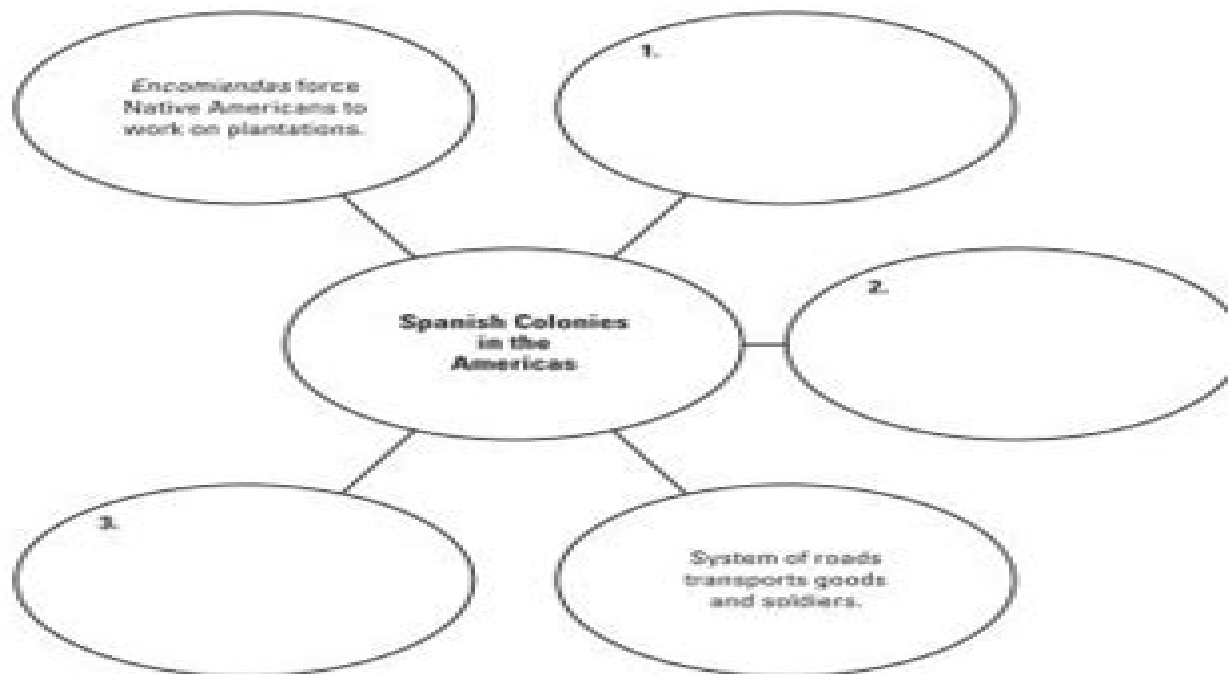 Encomiendas force
Native Americans to
work on plantations.
1.
Spanish Colonies
in the
Americas
2.
3.
System of roads
transports goods
and soldiers.